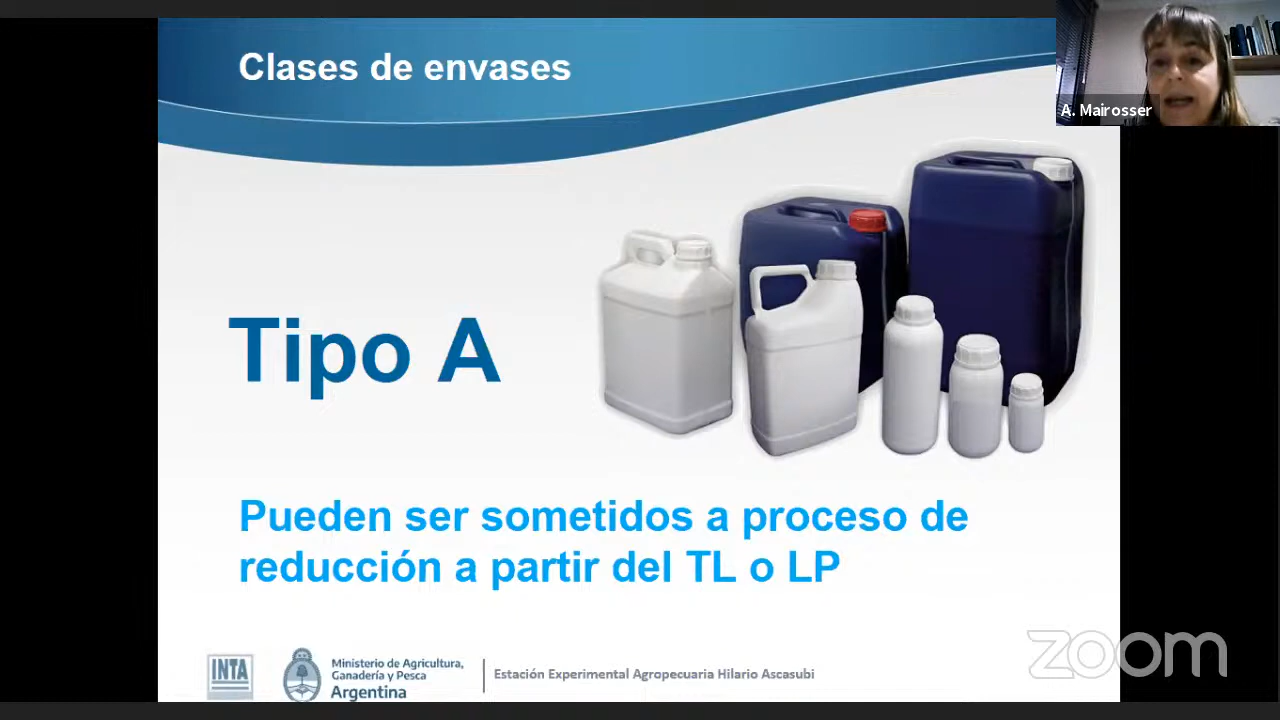 Clases de envases
A. Mairosser
Tipo A
Pueden ser sometidos a proceso de
reducción a partir del TL o LP
INTA
Ministerio de Agricultura,
Ganadería y Pesca
Argentina
Estación Experimental Agropecuaria Hilario Ascasubi
zoom